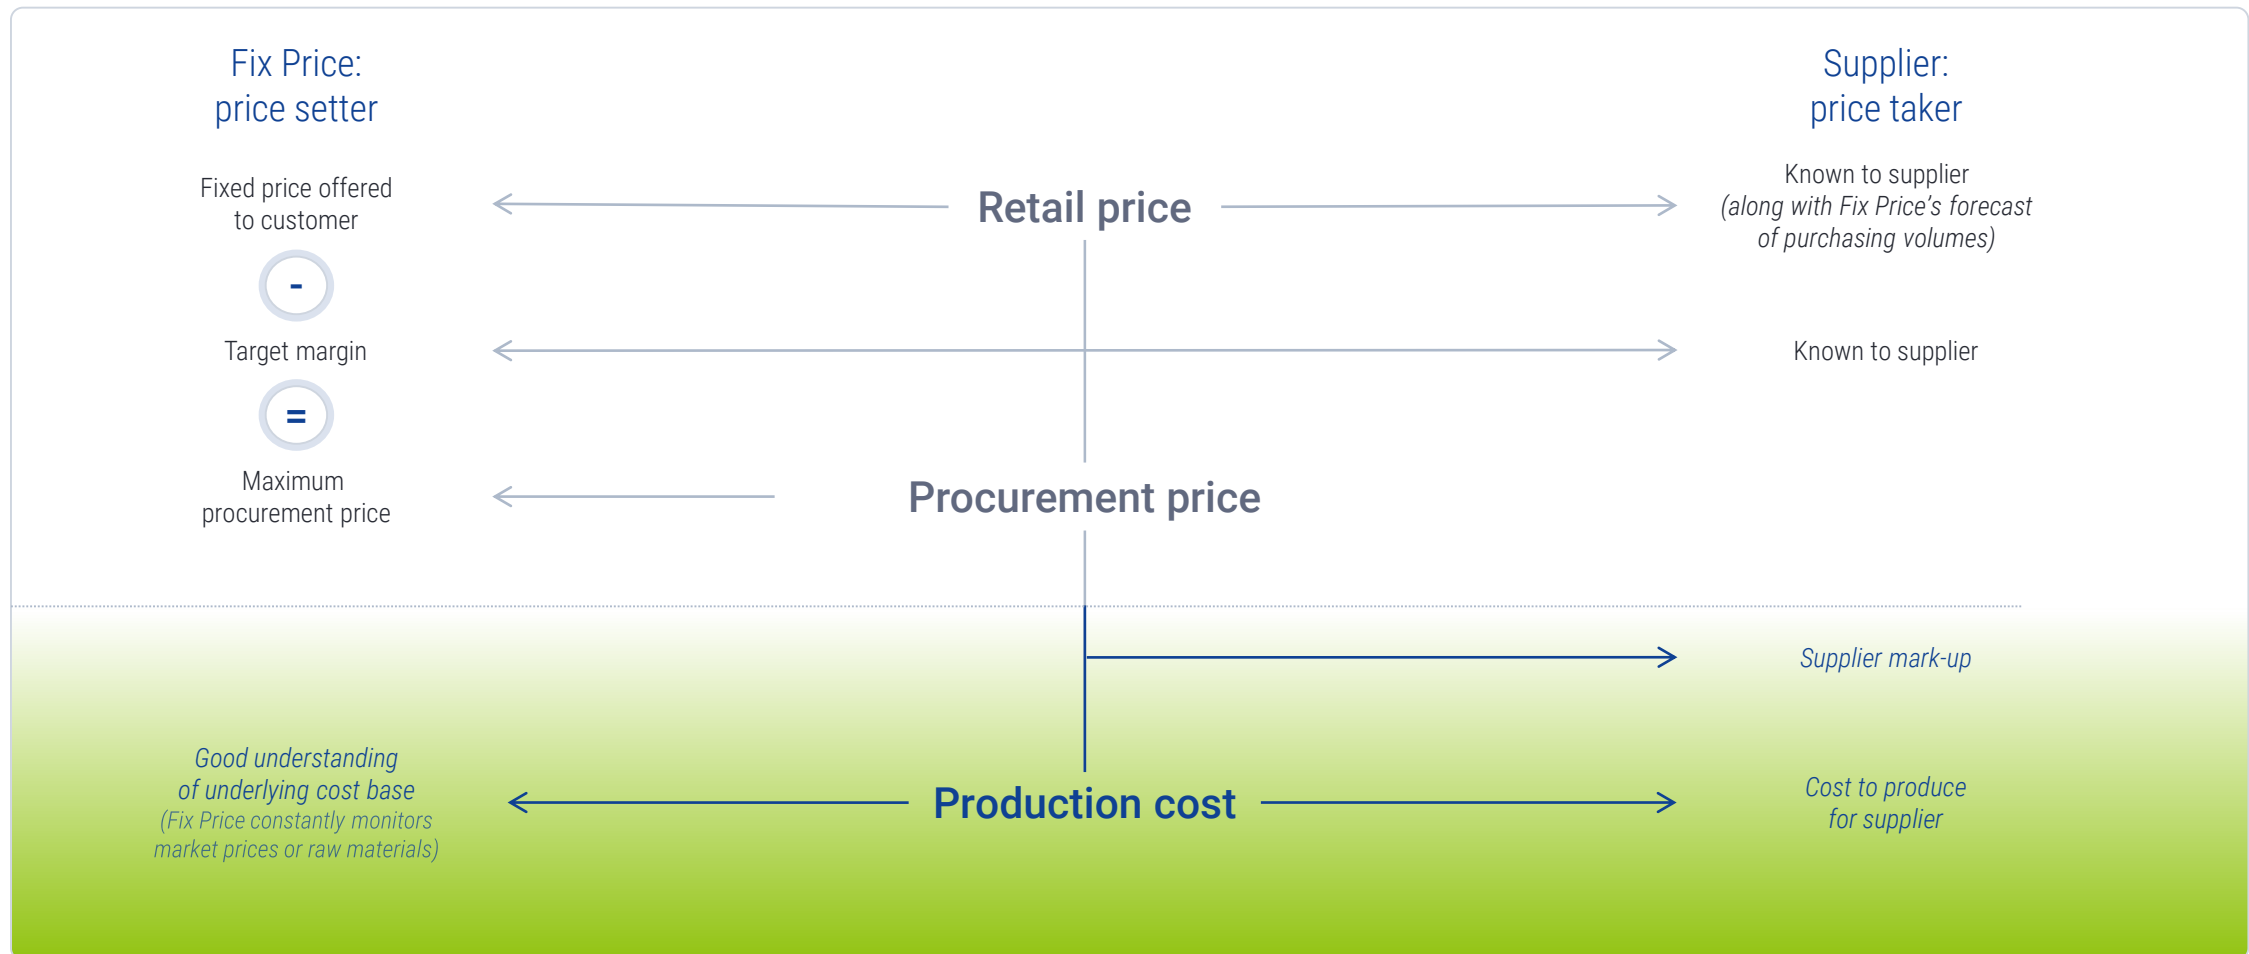 Fix Price:
price setter
Supplier:
price taker
Fixed price offered
to customer
Retail price
Known to supplier
(along with Fix Price’s forecast
of purchasing volumes)
-
Target margin
Known to supplier
=
Maximum
procurement price
Procurement price
Supplier mark-up
Good understanding
of underlying cost base
(Fix Price constantly monitors
market prices or raw materials)
Production cost
Cost to produce
for supplier